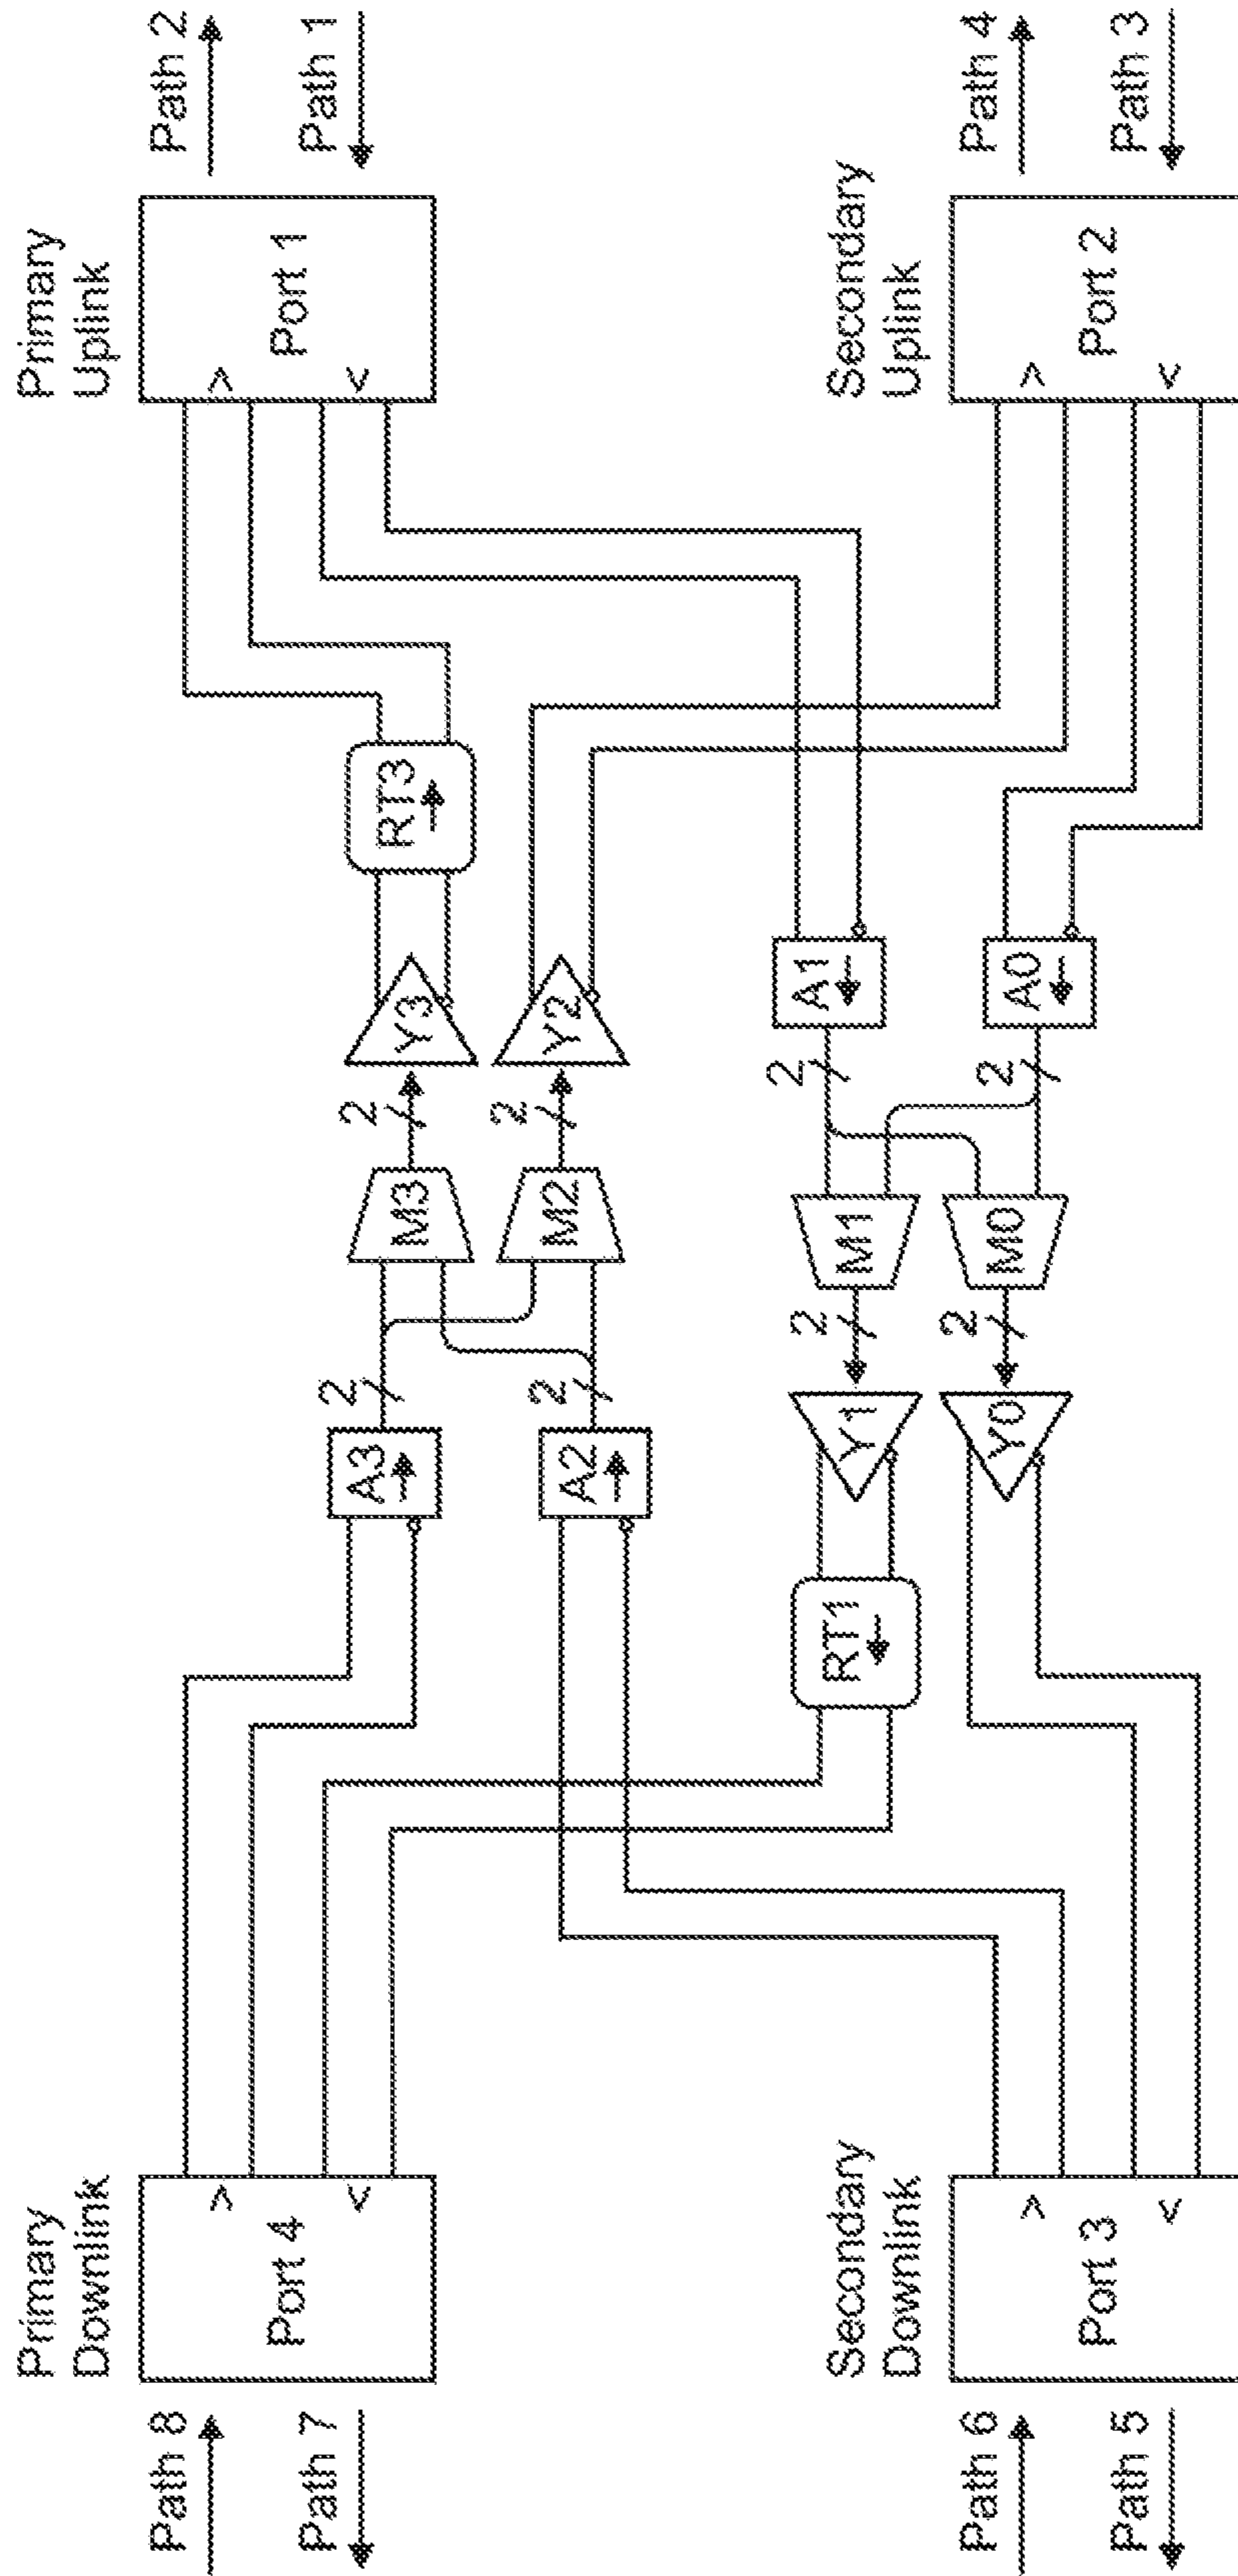 Primary
Downlink
Primary
Uplink
Path 8
Path 7
Port 4
>
<
Port 1
>
<
Path 2
Path 1
A3
2
M3
2
Y3
RT3
A2
2
M2
2
Y2
RT1
Y1
2
M1
2
A1
Y0
2
M0
2
A0
Secondary
Downlink
Secondary
Uplink
Path 6
Path 5
Port 3
>
<
Port 2
>
<
Path 4
Path 3